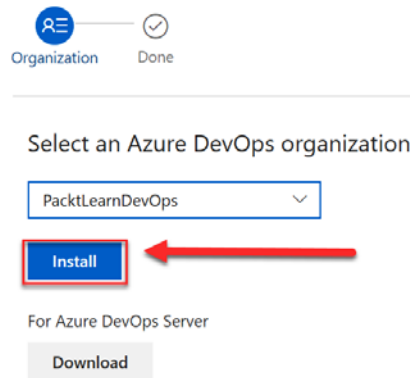 Organization Done
Select an Azure DevOps organization
PacktLearnDevOps
Install
For Azure DevOps Server
Download